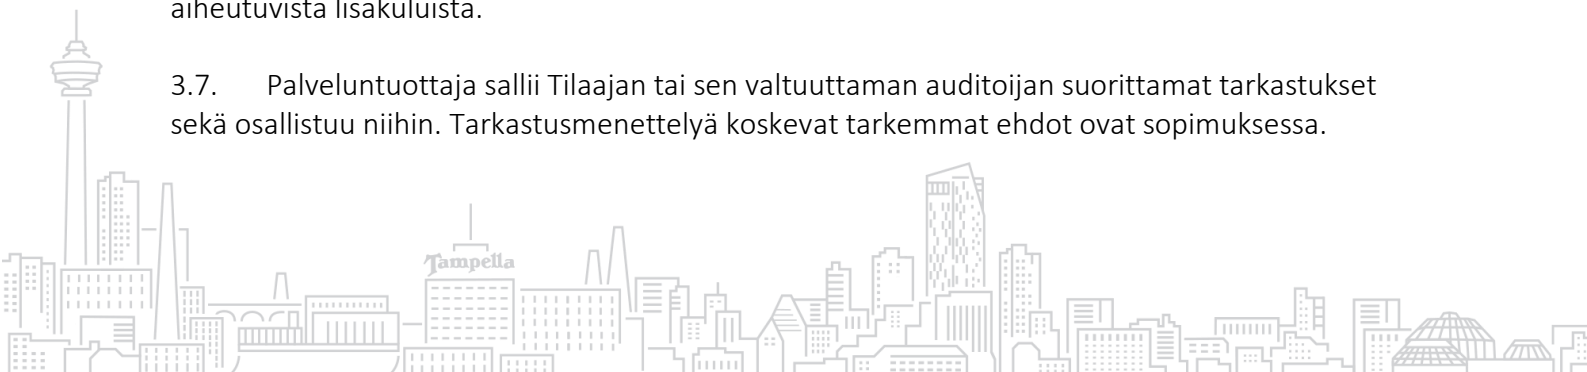 aiheutuvista lisäkuluista.
3.7. Palveluntuottaja sallii Tilaajan tai sen valtuuttaman auditoijan suorittamat tarkastukset
sekä osallistuu niihin. Tarkastusmenettelyä koskevat tarkemmat ehdot ovat sopimuksessa.
Tampella